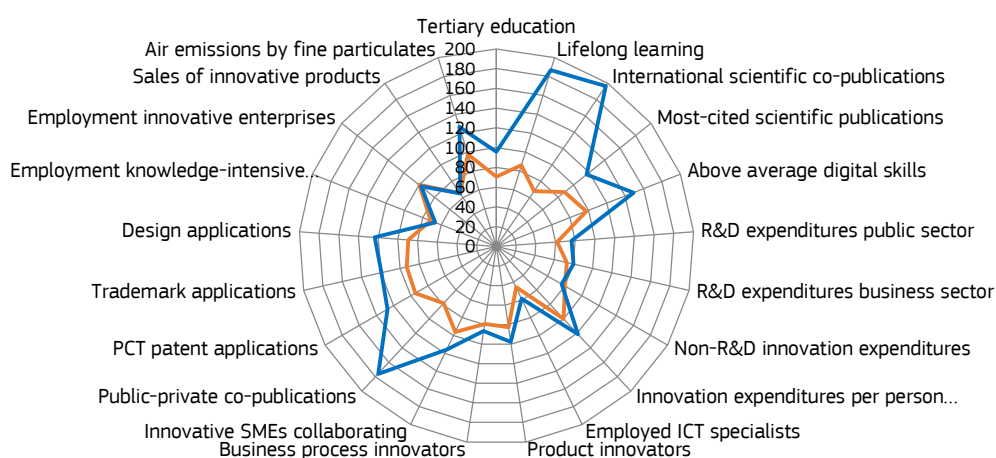 Tertiary education
Air emissions by fine particulates
200
Lifelong learning
Sales of innovative products
180
International scientific co-publications
160
140
Employment innovative enterprises
120
Most-cited scientific publications
100
Employment knowledge-intensive...
80
Above average digital skills
60
40
Design applications
20
R&D expenditures public sector
0
Trademark applications
R&D expenditures business sector
PCT patent applications
Non-R&D innovation expenditures
Public-private co-publications
Innovation expenditures per person...
Innovative SMEs collaborating
Employed ICT specialists
Business process innovators
Product innovators